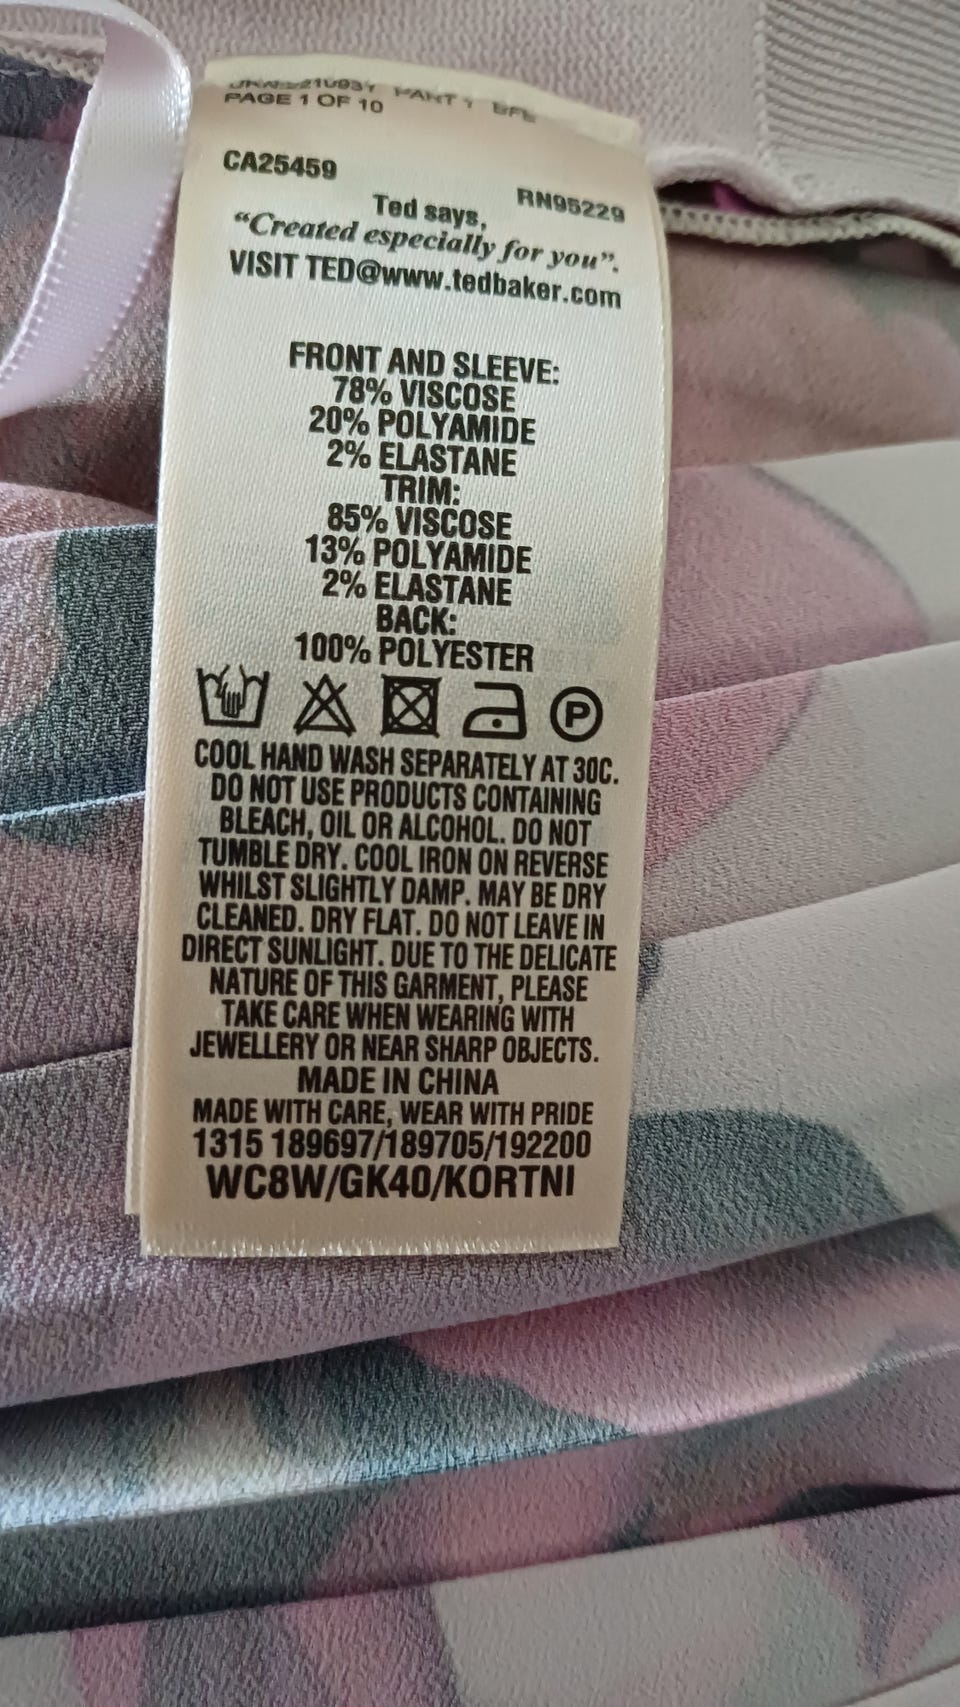 PART 1
PAGE 1 OF 10
CA25459
RN95229
Ted says,
“Created especially for you”.
VISIT TED@www.tedbaker.com
FRONT AND SLEEVE:
78% VISCOSE
20% POLYAMIDE
2% ELASTANE
TRIM:
85% VISCOSE
13% POLYAMIDE
2% ELASTANE
BACK:
100% POLYESTER
P
COOL HAND WASH SEPARATELY AT 30C.
DO NOT USE PRODUCTS CONTAINING
BLEACH, OIL OR ALCOHOL. DO NOT
TUMBLE DRY. COOL IRON ON REVERSE
WHILST SLIGHTLY DAMP. MAY BE DRY
CLEANED. DRY FLAT. DO NOT LEAVE IN
DIRECT SUNLIGHT. DUE TO THE DELICATE
NATURE OF THIS GARMENT, PLEASE
TAKE CARE WHEN WEARING WITH
JEWELLERY OR NEAR SHARP OBJECTS.
MADE IN CHINA
MADE WITH CARE, WEAR WITH PRIDE
1315 189697/189705/192200
WC8W/GK40/KORTNI